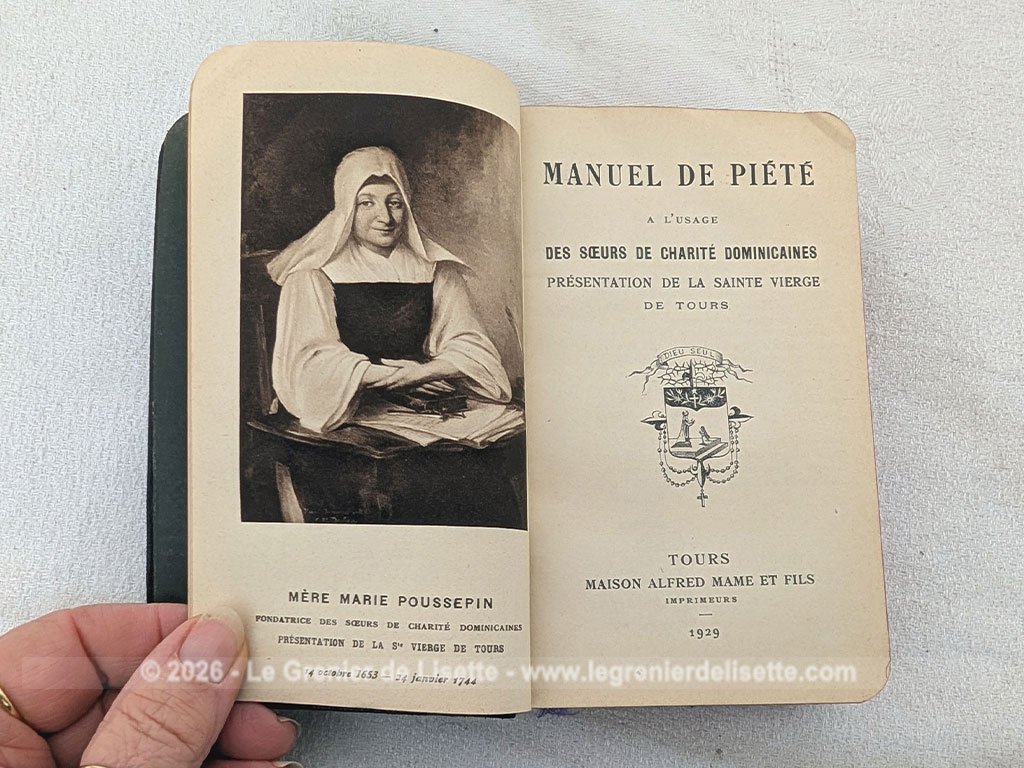 MÈRE MARIE POUSSEPIN
FONDATRICE DES SŒURS DE CHARITÉ DOMINICAINES
PRÉSENTATION DE LA Ste VIERGE DE TOURS
14 octobre 1653 — 24 janvier 1744
MANUEL DE PIÉTÉ
A L'USAGE
DES SŒURS DE CHARITÉ DOMINICAINES
PRÉSENTATION DE LA SAINTE VIERGE
DE TOURS
DIEU SEUL
TOURS
MAISON ALFRED MAME ET FILS
IMPRIMEURS
1929
© 2026 - Le Grenier de Lisette - www.legrenierdelisette.com